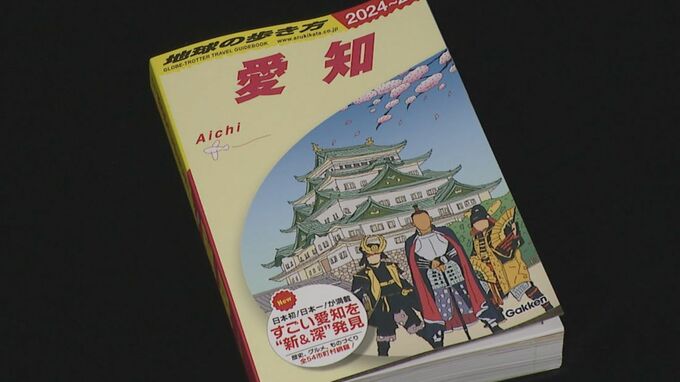 地球の歩き方
2024~2
GLOBE-TROTTER TRAVEL GUIDEBOOK
www.arukikata.co.jp
愛知
Aichi
New
日本初!日本一!が満載
すごい愛知を
"新&深"発見
歴史、グルメ、ものづくり
全54市町村網羅!
Gakken